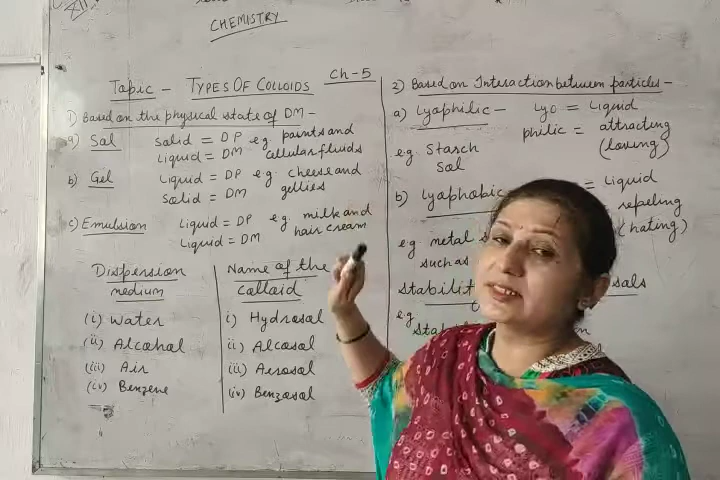 CHEMISTRY
Topic - TYPES OF COLLOIDS Ch-5
1) Based on the physical state of DM -
a) Sol solid = DP e.g paints and
liquid = DM cellular fluids
b) Gel liquid = DP e.g. cheese and
Solid = DM gellies
c) Emulsion liquid = DP e.g. milk and
liquid = DM hair cream
Dispersion
medium
(i) Water
(ii) Alcohol
(iii) Air
(iv) Benzene
Name of the
colloid
i) Hydrosol
ii) Alcosol
iii) Aerosol
(iv) Benzosol
2) Based on Interaction between particles -
a) Lyophilic - Lyo = liquid
philic = attracting
(loving)
e.g. Starch
Sol
b) Lyophobic = liquid
repeling
(hating)
eg metal
such as
stabilit sols
eg